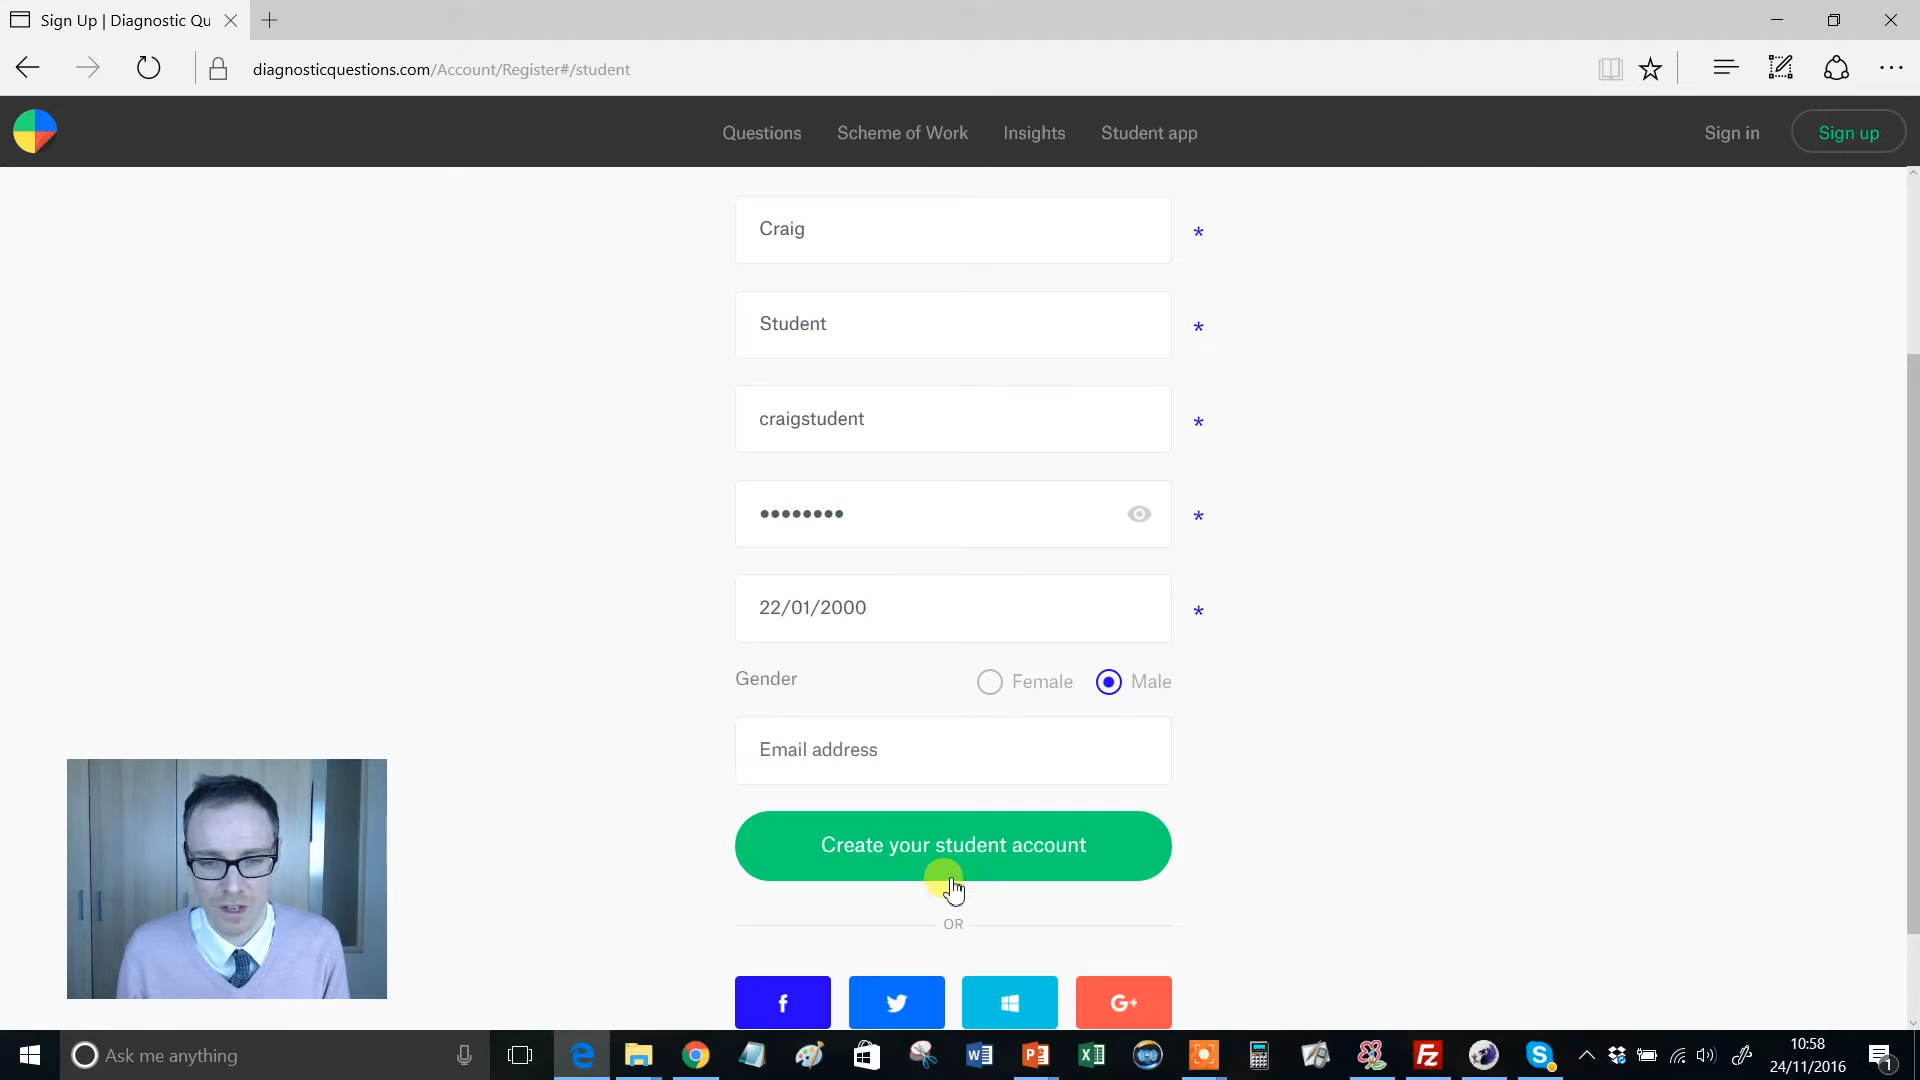 Sign Up | Diagnostic Qu
diagnosticquestions.com/Account/Register#/student
Questions Scheme of Work Insights Student app Sign in Sign up
Craig *
Student *
craigstudent *
•••••••• *
22/01/2000 *
Gender Female Male
Email address
Create your student account
OR
f G+
Ask me anything
10:58
24/11/2016
1